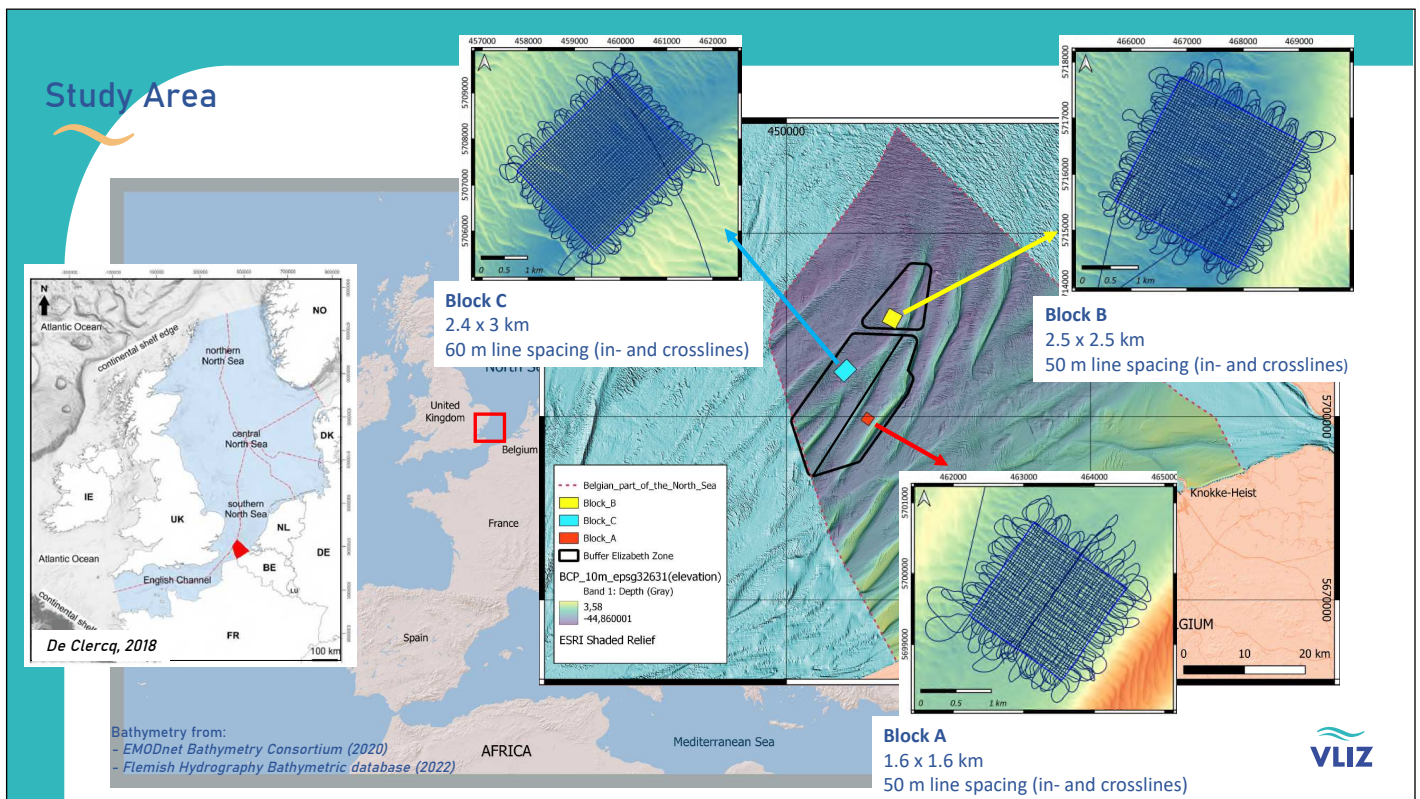 Study Area
457000 458000 459000 460000 461000 462000
5709000
5708000
5707000
5706000
0 0.5 1 km
Block C
2.4 x 3 km
60 m line spacing (in- and crosslines)
466000 467000 468000 469000
5718000
5717000
5716000
5715000
5714000
0 0.5 1 km
Block B
2.5 x 2.5 km
50 m line spacing (in- and crosslines)
450000
5700000
5670000
Knokke-Heist
LGIUM
0 10 20 km
Belgian_part_of_the_North_Sea
Block_B
Block_C
Block_A
Buffer Elizabeth Zone
BCP_10m_epsg32631(elevation)
Band 1: Depth (Gray)
3,58
-44,860001
ESRI Shaded Relief
462000 463000 464000 465000
5701000
5700000
5699000
0 0.5 1 km
Block A
1.6 x 1.6 km
50 m line spacing (in- and crosslines)
North Se
United
Kingdom
Belgium
France
Spain
AFRICA
Mediterranean Sea
N
Atlantic Ocean
continental shelf edge
NO
northern
North Sea
central
North Sea
DK
southern
North Sea
IE
UK
NL
DE
Atlantic Ocean
BE
LU
English Channel
continental shelf
FR
De Clercq, 2018
100 km
Bathymetry from:
- EMODnet Bathymetry Consortium (2020)
- Flemish Hydrography Bathymetric database (2022)
VLIZ